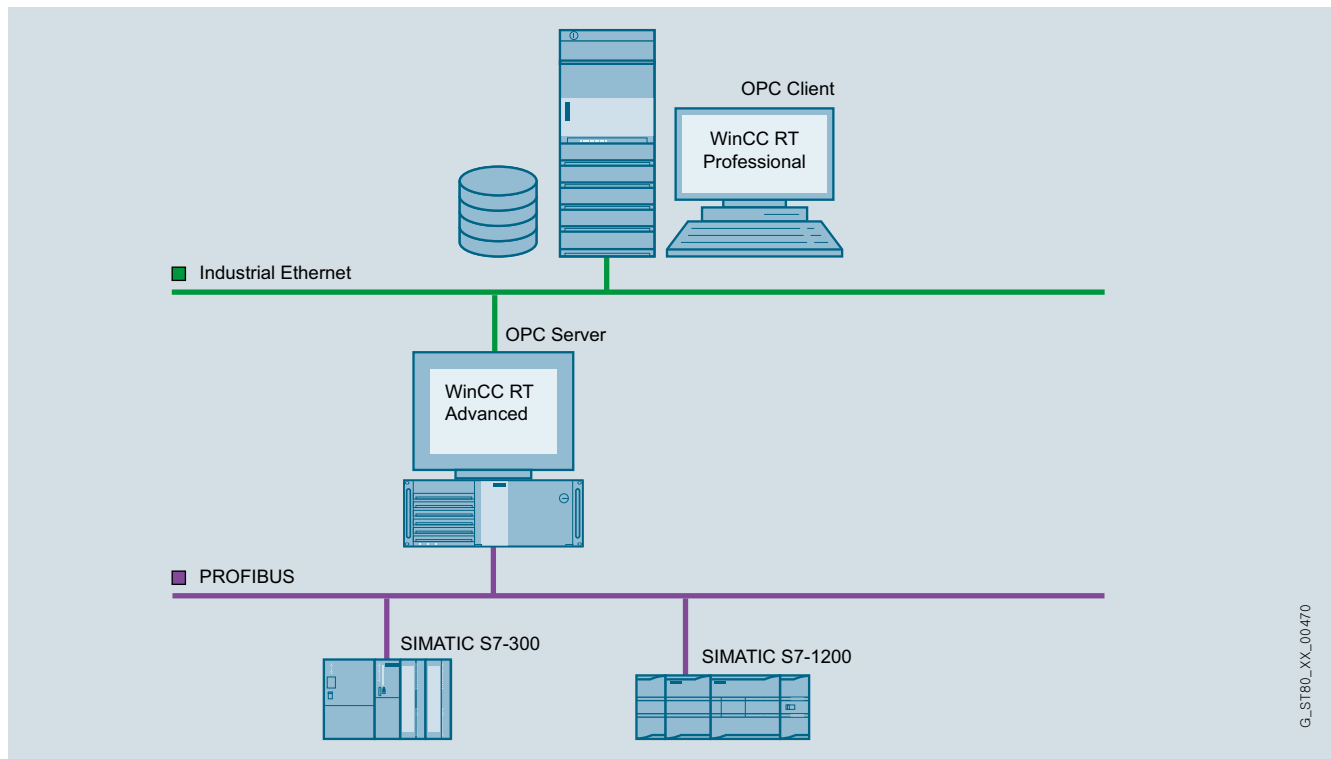 OPC Client
WinCC RT
Professional
Industrial Ethernet
OPC Server
WinCC RT
Advanced
PROFIBUS
SIMATIC S7-300
SIMATIC S7-1200
G_ST80_XX_00470